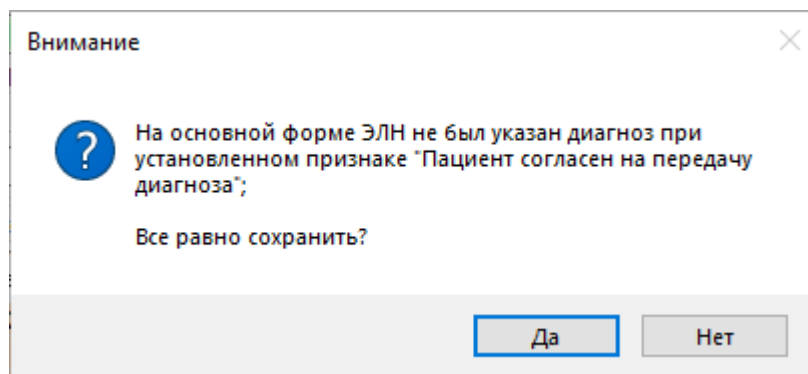 Внимание
На основной форме ЭЛН не был указан диагноз при
установленном признаке "Пациент согласен на передачу
диагноза";
Все равно сохранить?
Да
Нет